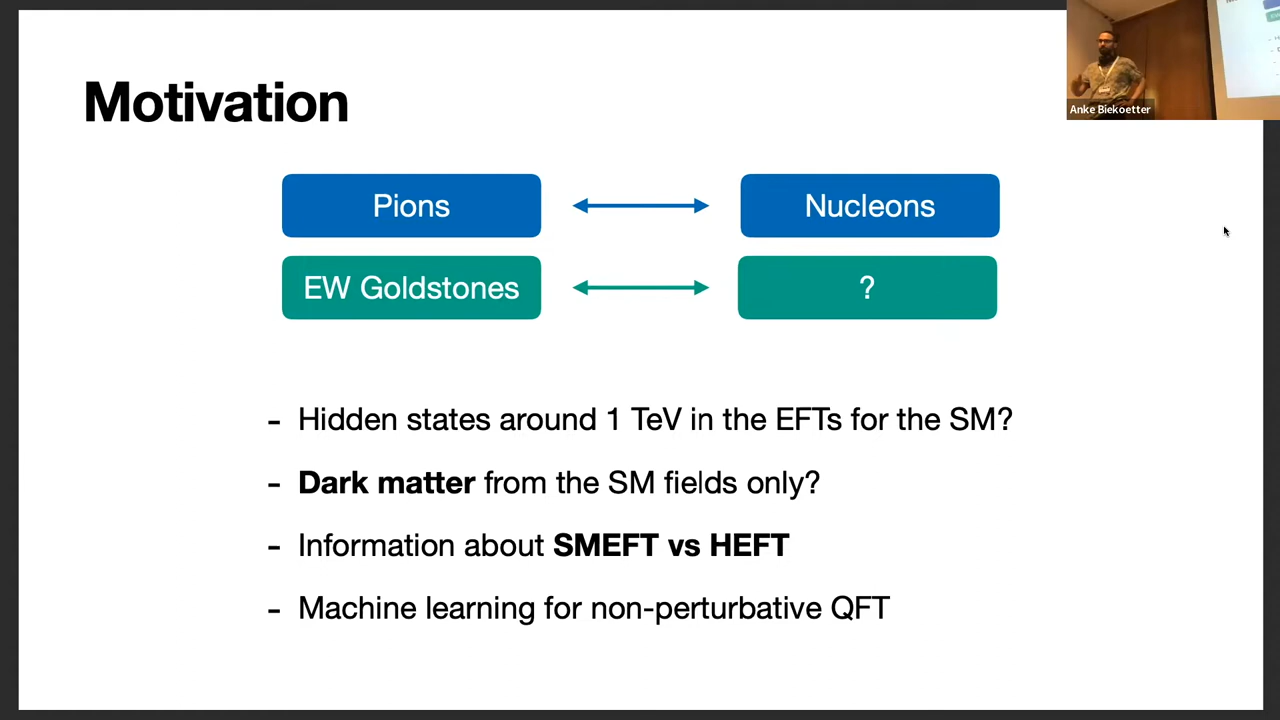 Motivation
Anke Biekoetter
Pions
Nucleons
EW Goldstones
?
- Hidden states around 1 TeV in the EFTs for the SM?
- Dark matter from the SM fields only?
- Information about SMEFT vs HEFT
- Machine learning for non-perturbative QFT